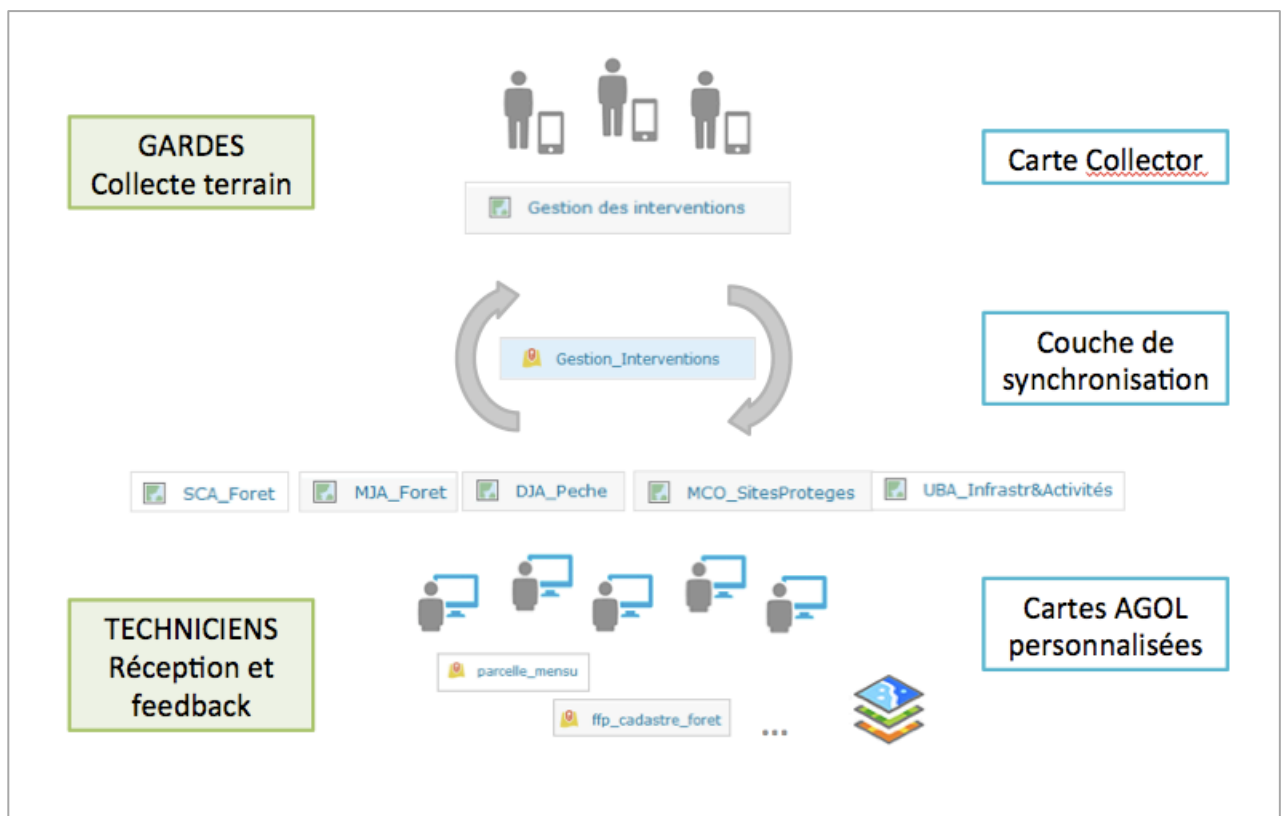 GARDES
Collecte terrain
Gestion des interventions
Carte Collector
Gestion_Interventions
Couche de
synchronisation
SCA_Foret
MJA_Foret
DJA_Peche
MCO_SitesProteges
UBA_Infrastr&Activités
TECHNICIENS
Réception et
feedback
parcelle_mensu
ffp_cadastre_foret
...
Cartes AGOL
personnalisées